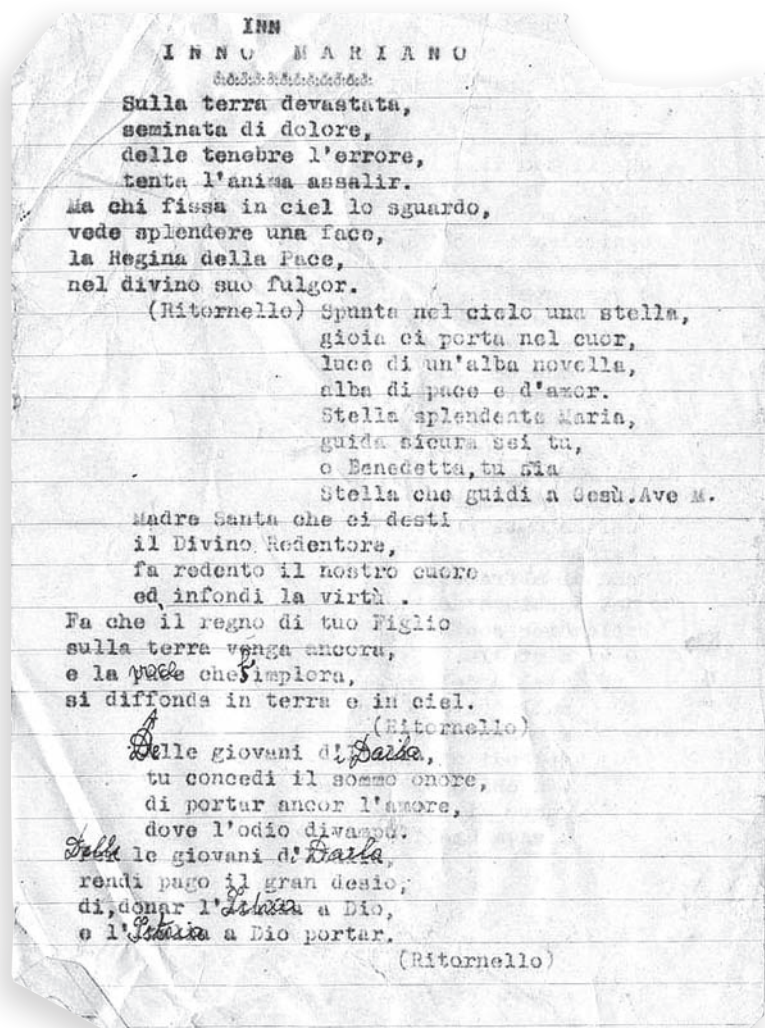 INN
INNO MARIANO
Sulla terra devastata,
seminata di dolore,
delle tenebre l'errore,
tenta l'anima assalir.
Ma chi fissa in ciel lo sguardo,
vede splendere una face,
la Regina della Pace,
nel divino suo fulgor.
(Ritornello) Spunta nel cielo una stella,
gioia ci porta nel cuor,
luce di un'alba novella,
alba di pace e d'amor.
Stella splendente Maria,
guida sicura sei tu,
o Benedetta,tu sia
Stella che guidi a Gesù.Ave M.
Madre Santa che ci desti
il Divino Redentore,
fa redento il nostro cuore
ed infondi la virtù .
Fa che il regno di tuo Figlio
sulla terra venga ancora,
e la pace che implora,
si diffonda in terra e in ciel.
(Ritornello)
Alle giovani di Darfo,
tu concedi il sommo onore,
di portar ancor l'amore,
dove l'odio divampò.
le giovani di
rendi pago il gran desio,
di,donar l' a Dio,
e l' a Dio portar.
(Ritornello)